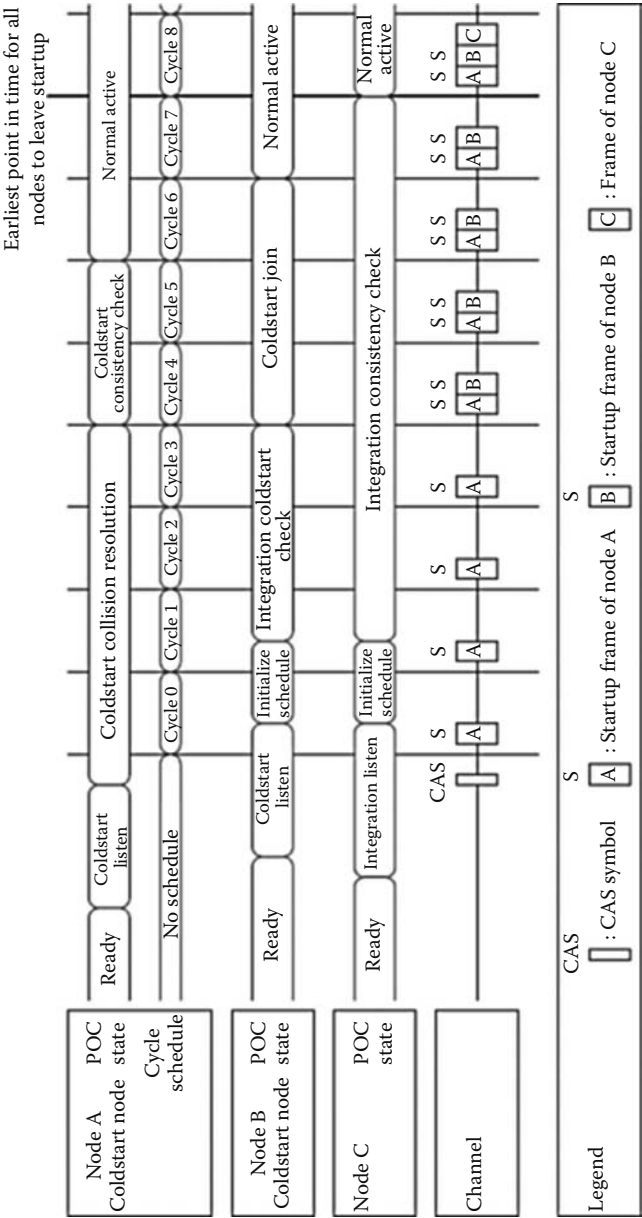 Earliest point in time for all
nodes to leave startup
Node A
Coldstart node
POC
state
Ready
Coldstart
listen
Coldstart collision resolution
Coldstart
consistency check
Normal active
Cycle
schedule
No schedule
Cycle 0
Cycle 1
Cycle 2
Cycle 3
Cycle 4
Cycle 5
Cycle 6
Cycle 7
Cycle 8
Node B
Coldstart node
POC
state
Ready
Coldstart
listen
Initialize
schedule
Integration coldstart
check
Coldstart join
Normal active
Node C
POC
state
Ready
Integration listen
Initialize
schedule
Integration consistency check
Normal
active
Channel
CAS
S
A
S
A
S
A
S
A
S S
A B
S S
A B
S S
A B
S S
A B
S S
A B C
Legend
CAS
: CAS symbol
S
A : Startup frame of node A
S
B : Startup frame of node B
C : Frame of node C